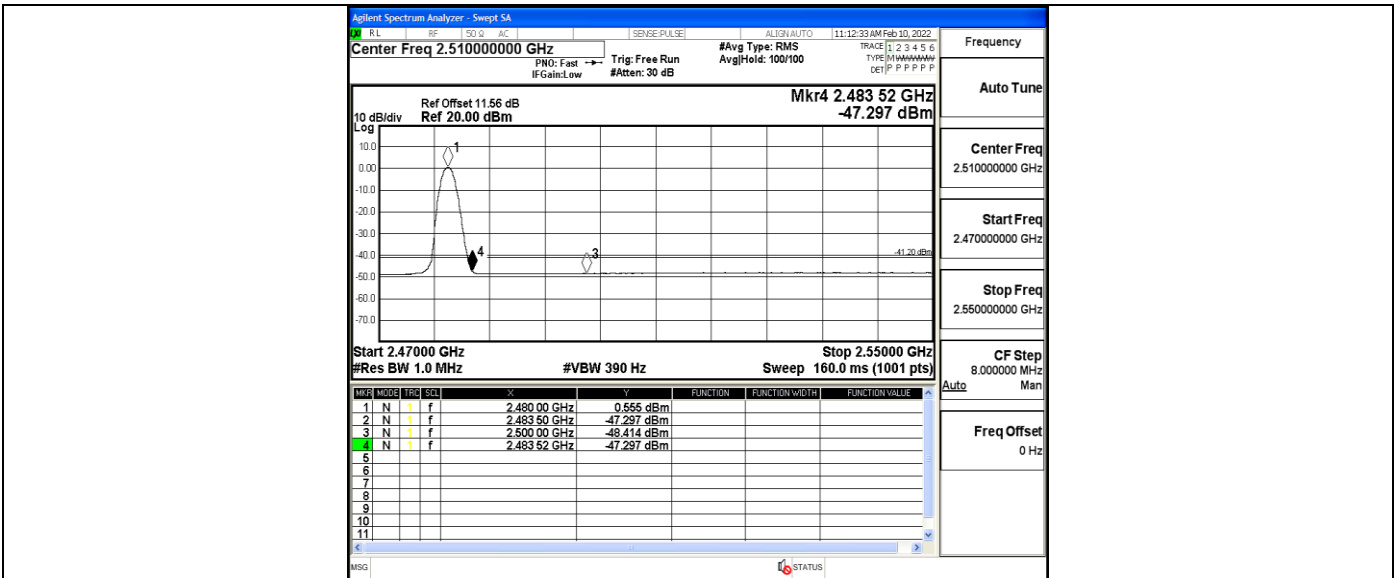 Agilent Spectrum Analyzer - Swept SA
LXI RL RF 50 Ω AC SENSE:PULSE ALIGN AUTO 11:12:33 AM Feb 10, 2022
Center Freq 2.510000000 GHz
PNO: Fast
IFGain:Low
Trig: Free Run
#Atten: 30 dB
#Avg Type: RMS
Avg|Hold: 100/100
TRACE 1 2 3 4 5 6
TYPE M WWWWW
DET P P P P P P
Mkr4 2.483 52 GHz
-47.297 dBm
Ref Offset 11.56 dB
10 dB/div Ref 20.00 dBm
Log
10.0
0.00
-10.0
-20.0
-30.0
-40.0
-50.0
-60.0
-70.0
1
4
3
-41.20 dBm
Start 2.47000 GHz Stop 2.55000 GHz
#Res BW 1.0 MHz #VBW 390 Hz Sweep 160.0 ms (1001 pts)
MKR MODE TRC SCL X Y FUNCTION FUNCTION WIDTH FUNCTION VALUE
1 N 1 f 2.480 00 GHz 0.555 dBm
2 N 1 f 2.483 50 GHz -47.297 dBm
3 N 1 f 2.500 00 GHz -48.414 dBm
4 N 1 f 2.483 52 GHz -47.297 dBm
5
6
7
8
9
10
11
MSG STATUS
Frequency
Auto Tune
Center Freq
2.510000000 GHz
Start Freq
2.470000000 GHz
Stop Freq
2.550000000 GHz
CF Step
8.000000 MHz
Auto Man
Freq Offset
0 Hz